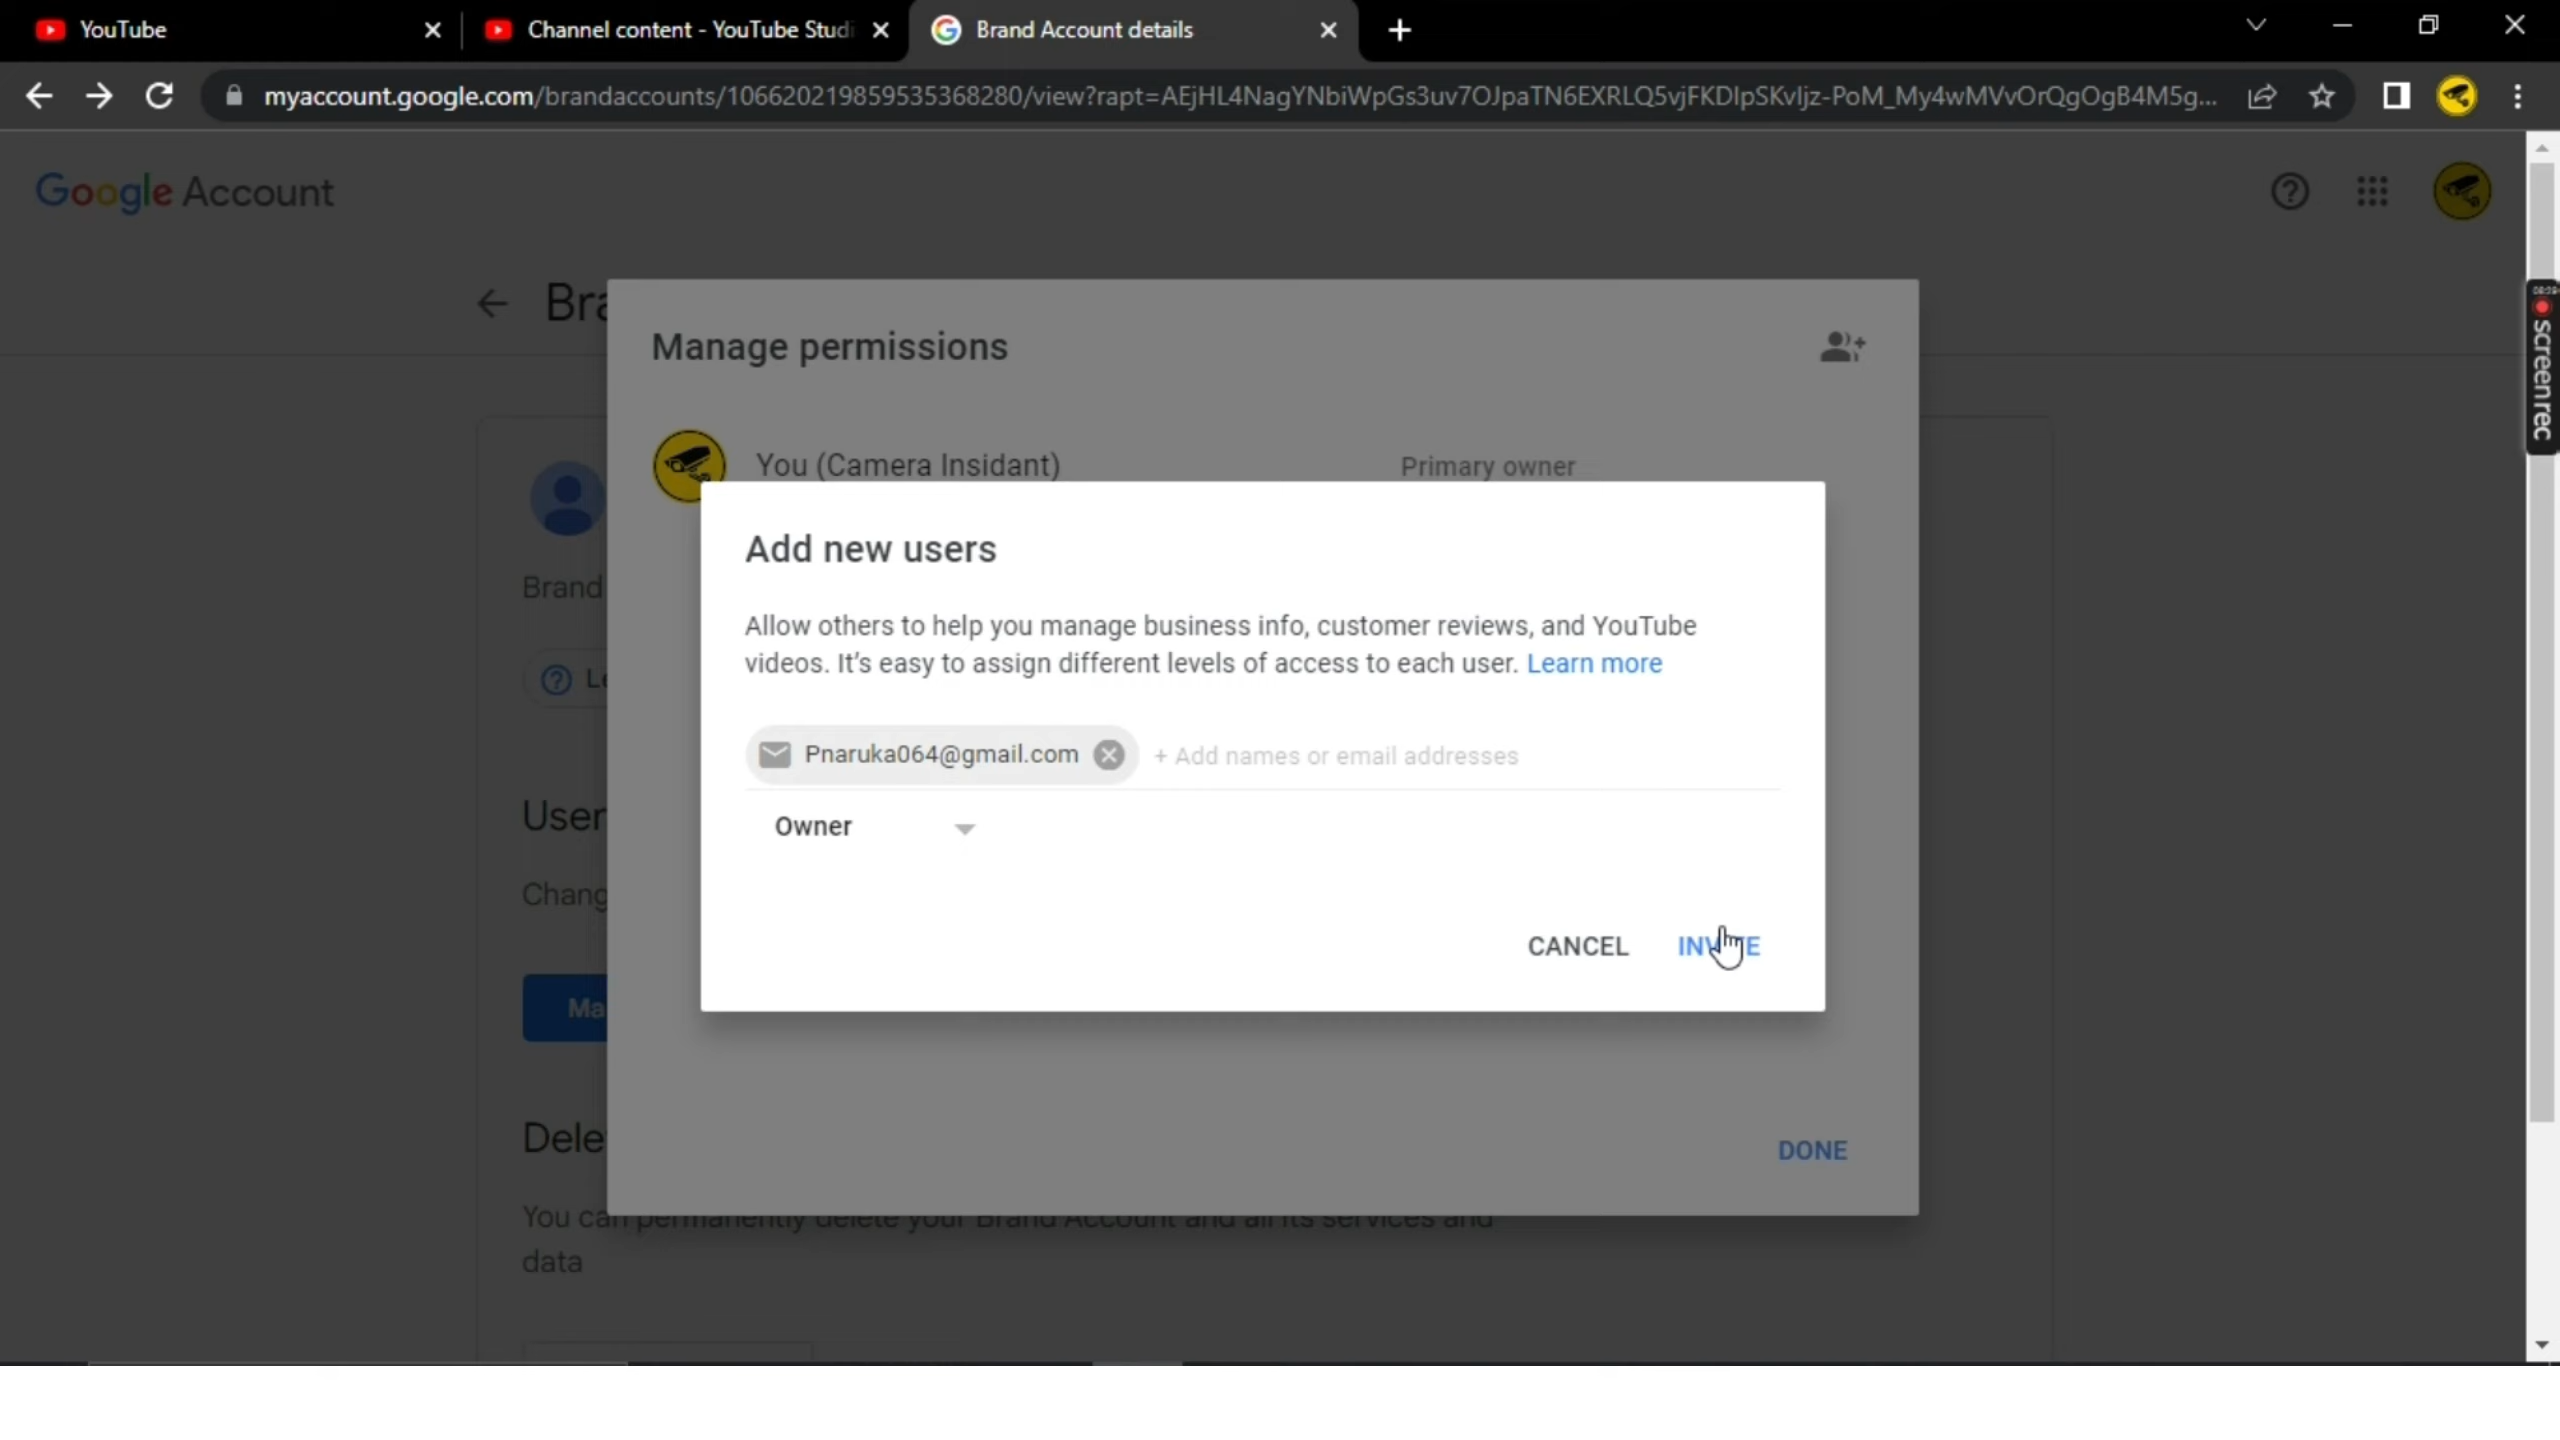 YouTube
Channel content - YouTube Studi
Brand Account details
myaccount.google.com/brandaccounts/106620219859535368280/view?rapt=AEjHL4NagYNbiWpGs3uv7OJpaTN6EXRLQ5vjFKDIpSKvIjz-PoM_My4wMVvOrQgOgB4M5g...
Google Account
Bra
Manage permissions
You (Camera Insidant)
Primary owner
screenrec
Add new users
Brand
Allow others to help you manage business info, customer reviews, and YouTube
videos. It's easy to assign different levels of access to each user. Learn more
Le
Pnaruka064@gmail.com
+ Add names or email addresses
User
Owner
Chang
CANCEL
Ma
Dele
DONE
You can permanently delete your Brand Account and all its services and
data